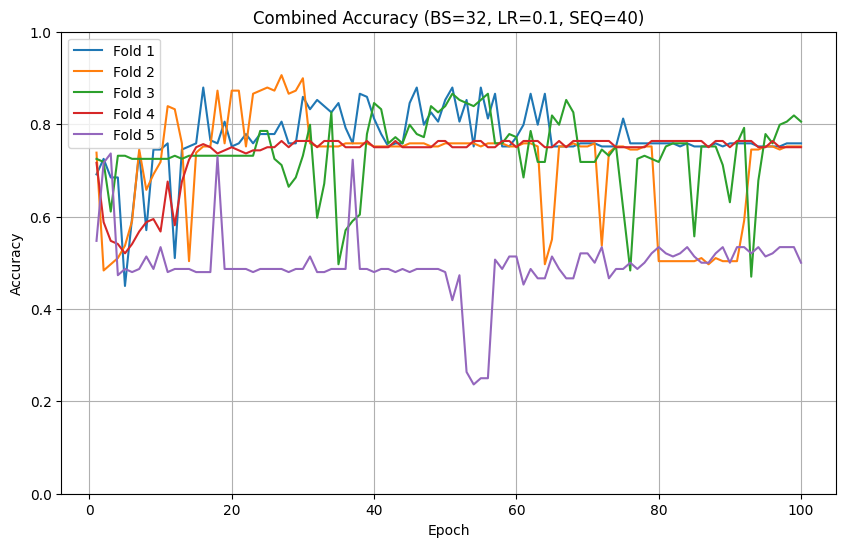 Combined Accuracy (BS=32, LR=0.1, SEQ=40)
Fold 1
Fold 2
Fold 3
Fold 4
Fold 5
Accuracy
1.0
0.8
0.6
0.4
0.2
0.0
0
20
40
60
80
100
Epoch